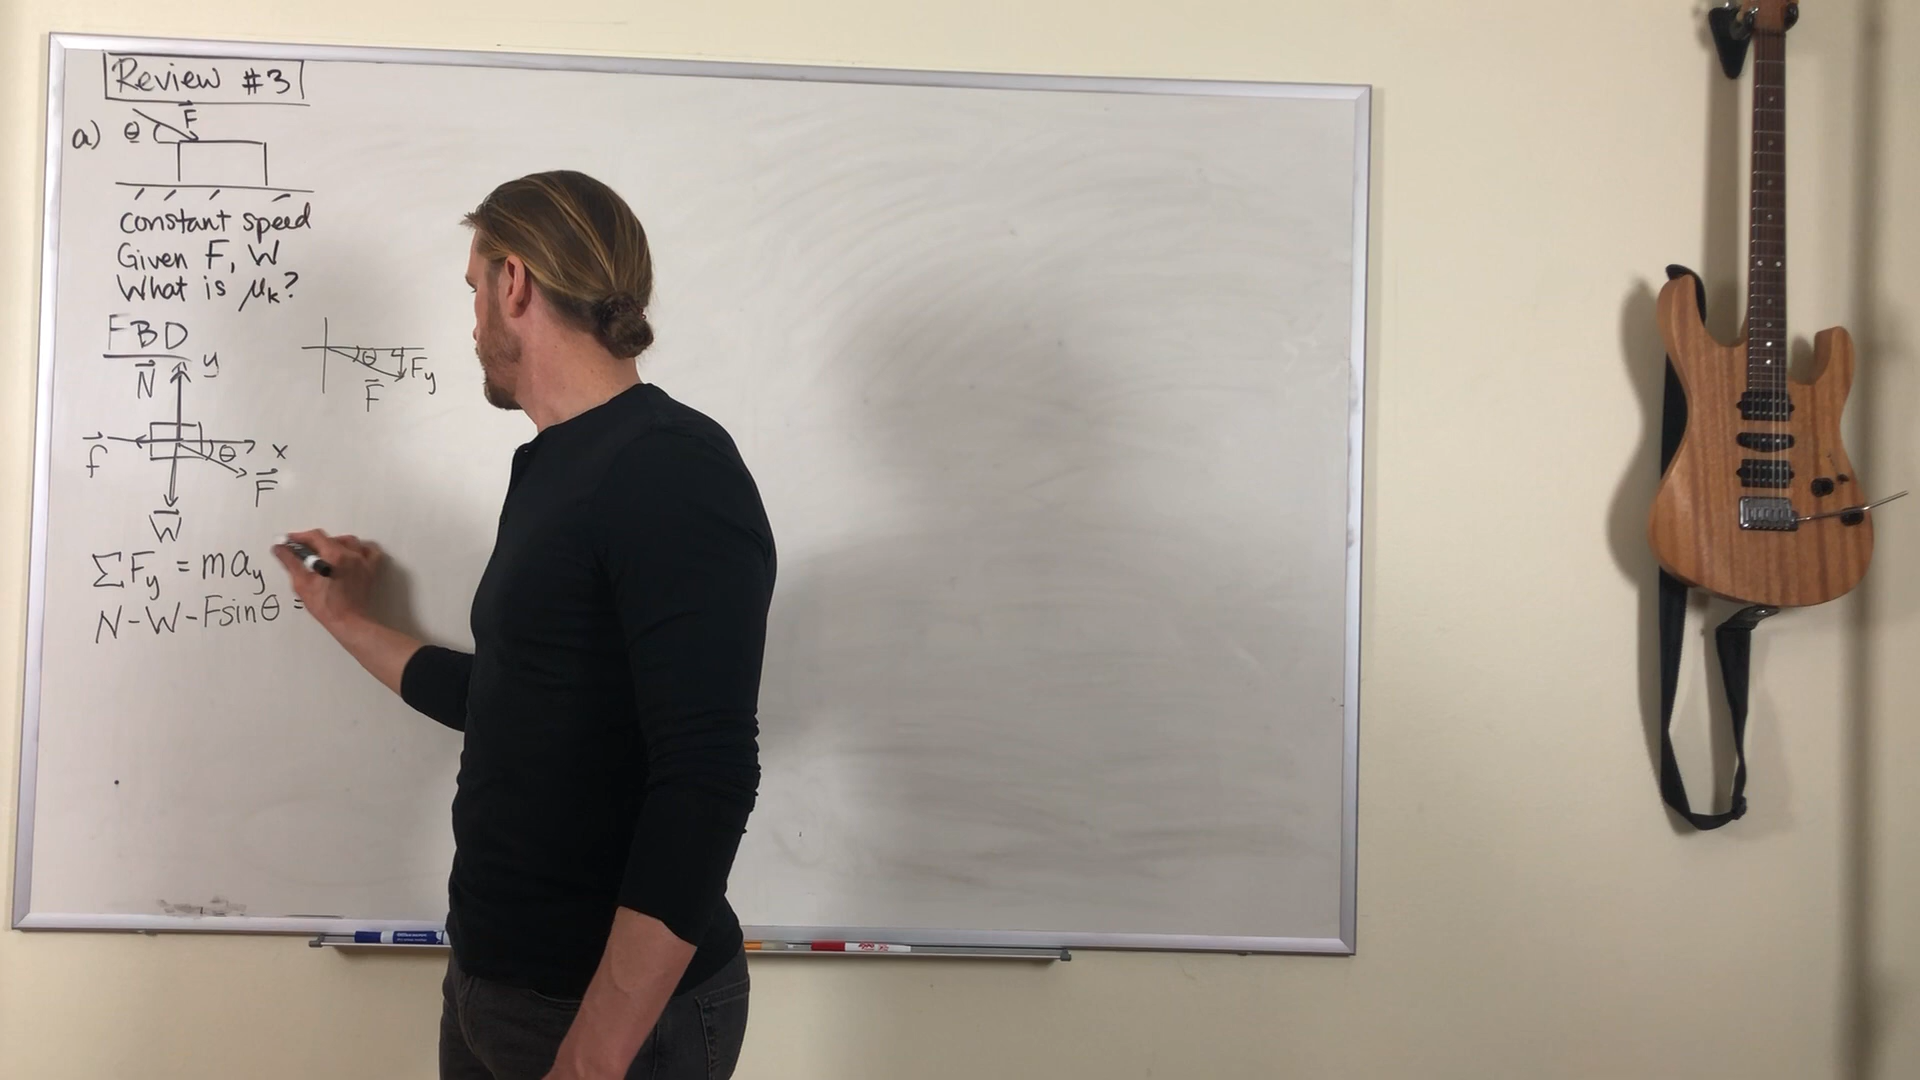 Review #3
a) θ F
constant speed
Given F, W
What is μk?
FBD
N y
f θ x
F
W
θ Fy
F
ΣFy = may
N-W-Fsinθ =